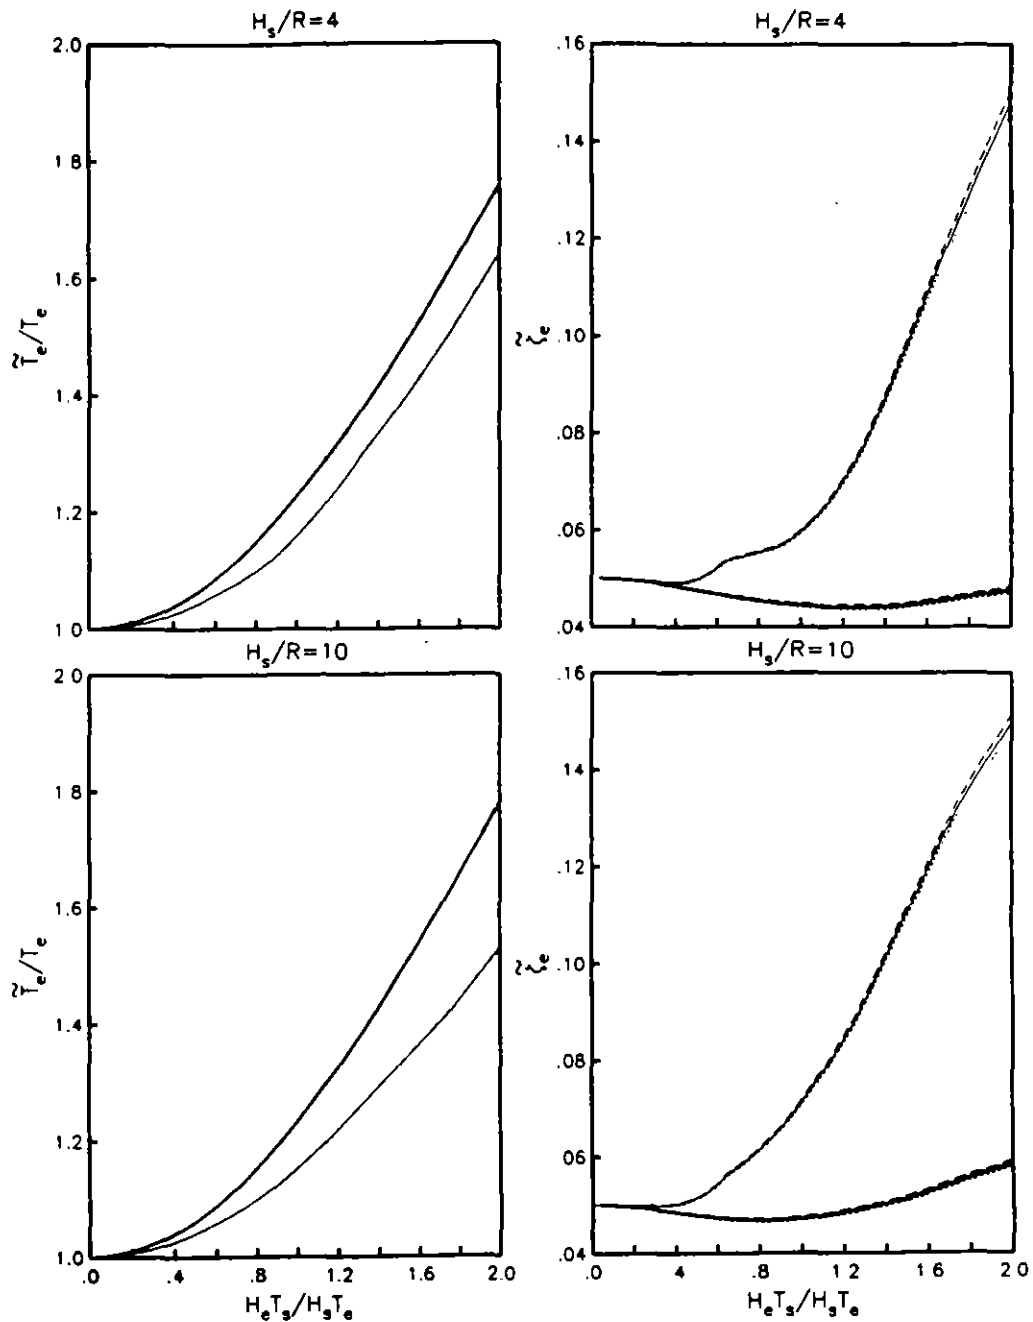 H_s/R=4
2.0
1 8
1.6
1.4
1.2
1.0
T̃_e/T_e
H_s/R=4
.16
.14
.12
.10
.08
.06
.04
ξ̃_e
H_s/R=10
2 0
1.8
1.6
1.4
1.2
1.0
T̃_e/T_e
.0 .4 .8 1.2 1.6 2.0
H_eT_s/H_sT_e
H_s/R=10
.16
14
.12
.10
.08
06
.04
ξ̃_e
.0 4 .8 1 2 1 6 2 0
H_eT_s/H_sT_e